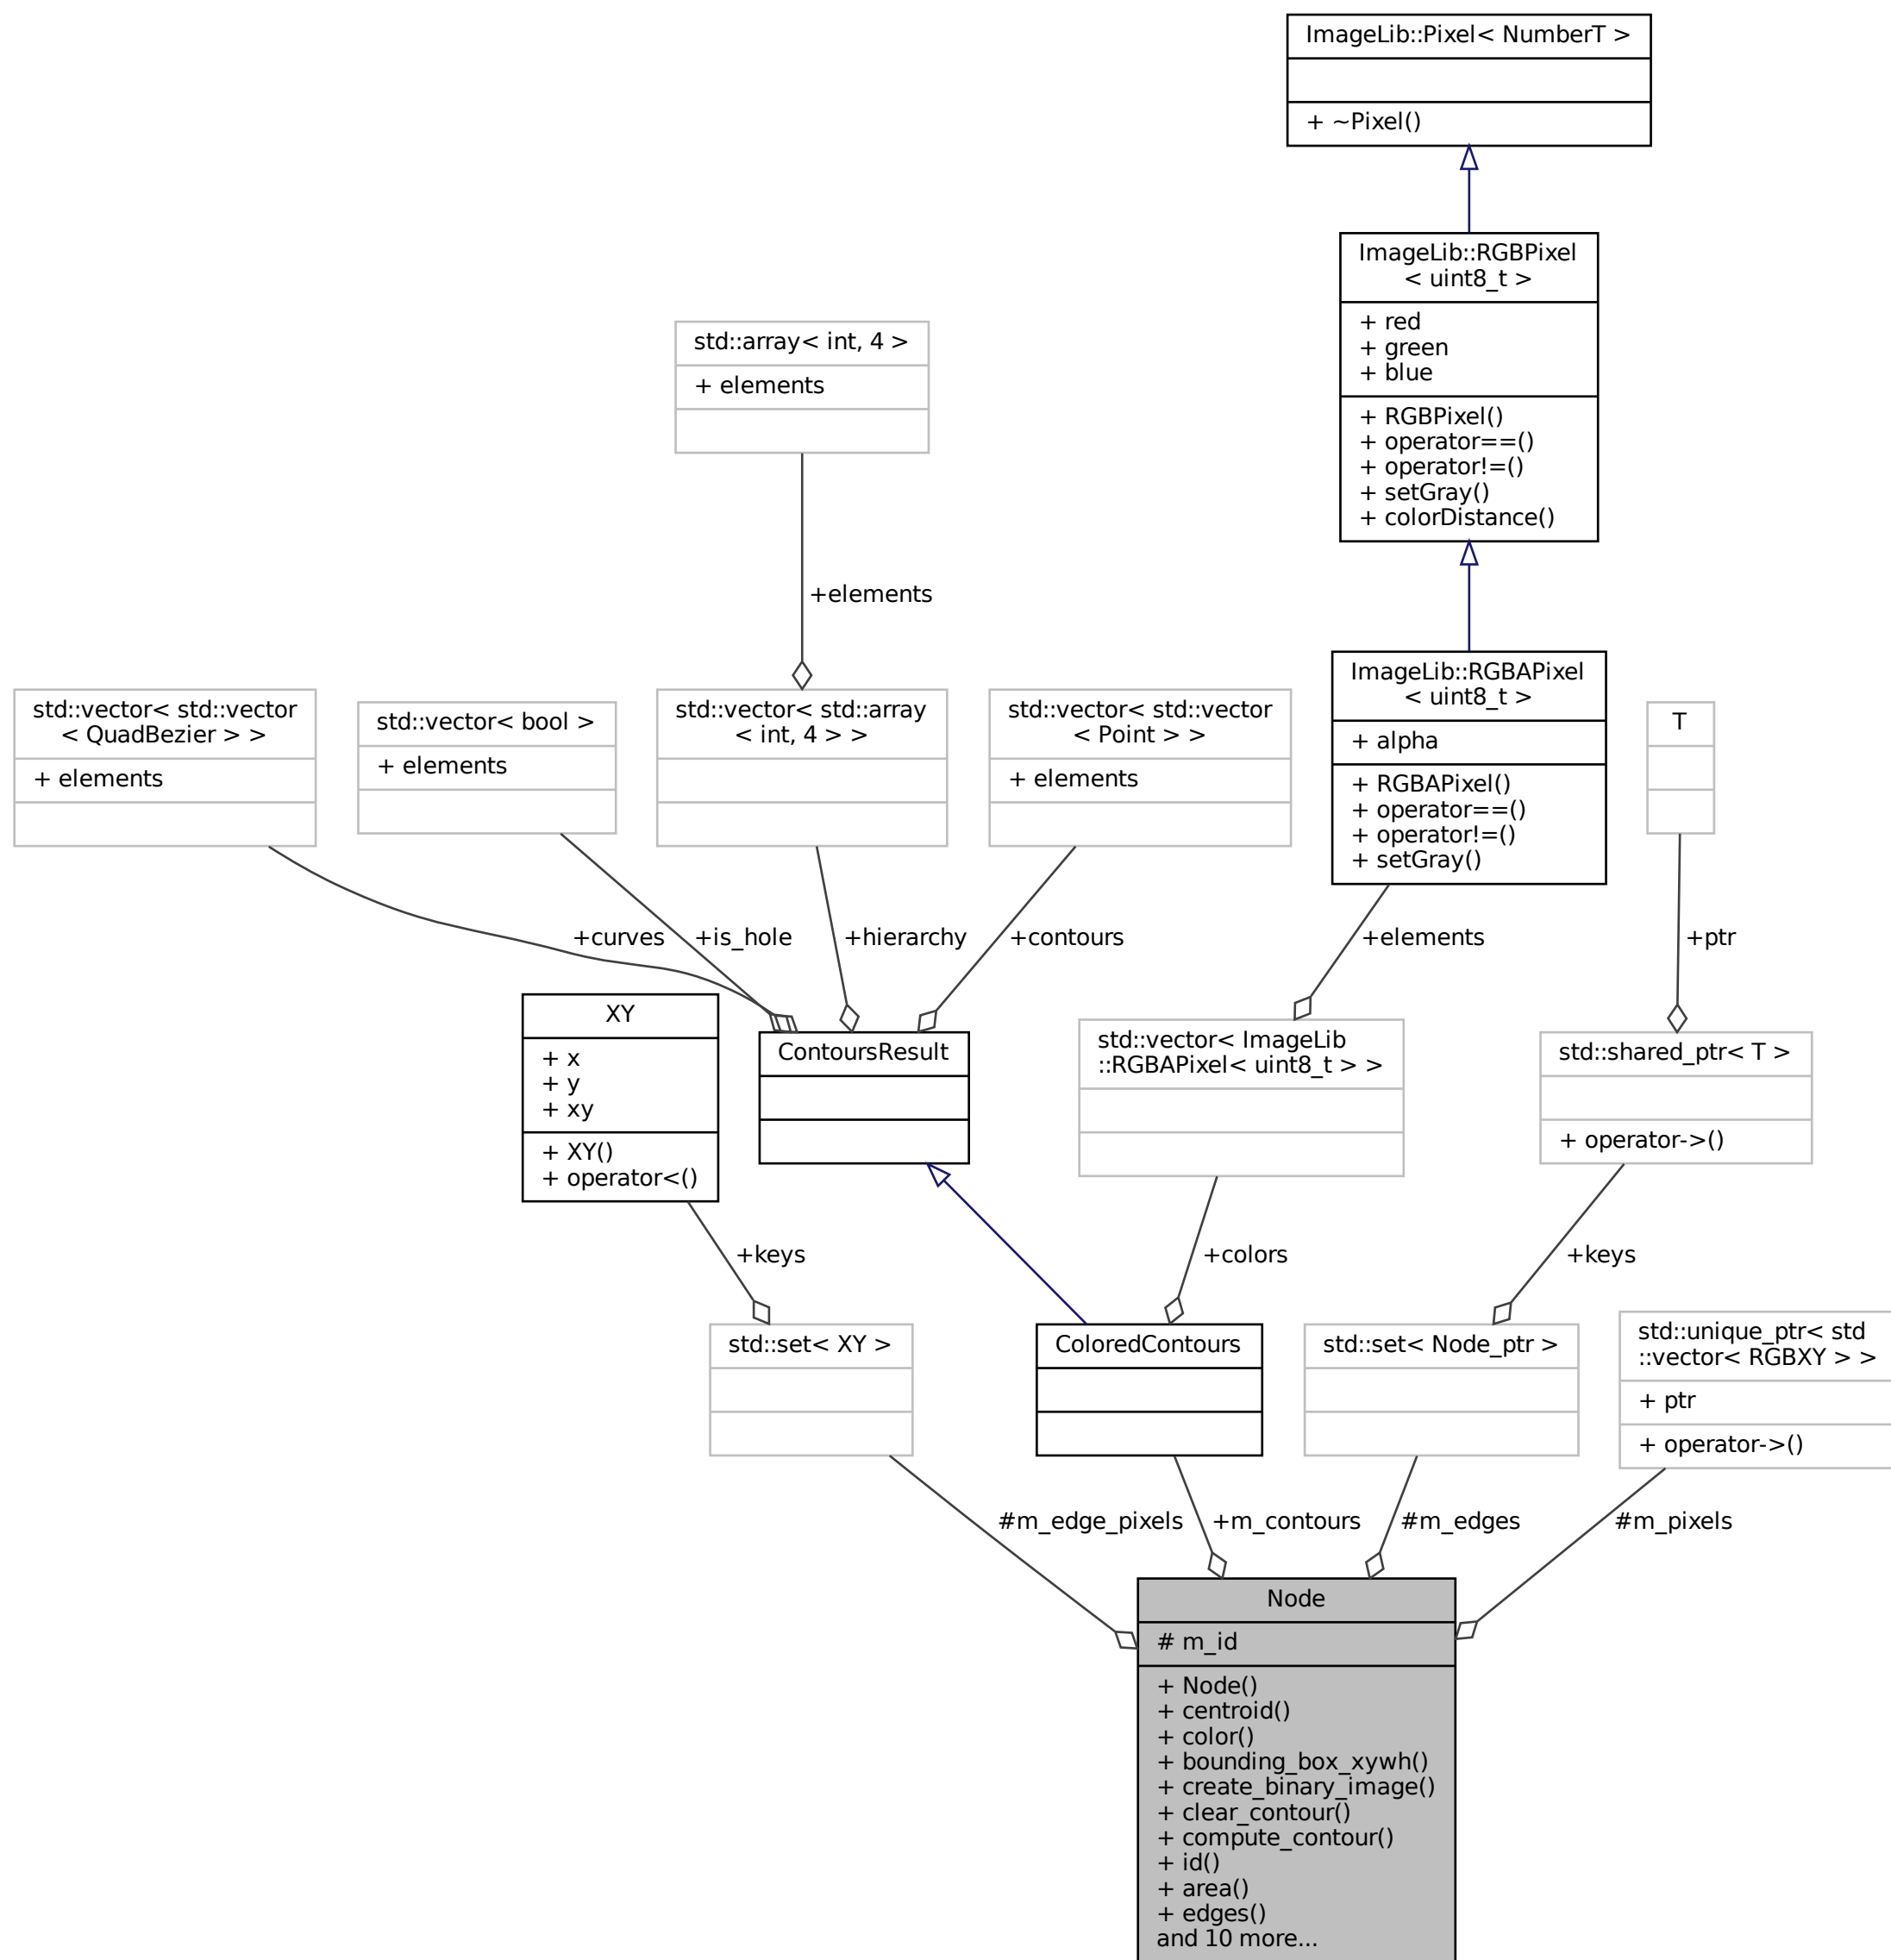 ImageLib::Pixel< NumberT >
+ ~Pixel()
ImageLib::RGBPixel
< uint8_t >
+ red
+ green
+ blue
+ RGBPixel()
+ operator==()
+ operator!=()
+ setGray()
+ colorDistance()
std::array< int, 4 >
+ elements
+elements
ImageLib::RGBAPixel
< uint8_t >
+ alpha
+ RGBAPixel()
+ operator==()
+ operator!=()
+ setGray()
std::vector< std::vector
< QuadBezier > >
+ elements
std::vector< bool >
+ elements
std::vector< std::array
< int, 4 > >
std::vector< std::vector
< Point > >
+ elements
T
+curves
+is_hole
+hierarchy
+contours
+elements
+ptr
XY
+ x
+ y
+ xy
+ XY()
+ operator<()
ContoursResult
std::vector< ImageLib
::RGBAPixel< uint8_t > >
std::shared_ptr< T >
+ operator->()
+keys
+colors
+keys
std::set< XY >
ColoredContours
std::set< Node_ptr >
std::unique_ptr< std
::vector< RGBXY > >
+ ptr
+ operator->()
#m_edge_pixels
+m_contours
#m_edges
#m_pixels
Node
# m_id
+ Node()
+ centroid()
+ color()
+ bounding_box_xywh()
+ create_binary_image()
+ clear_contour()
+ compute_contour()
+ id()
+ area()
+ edges()
and 10 more...